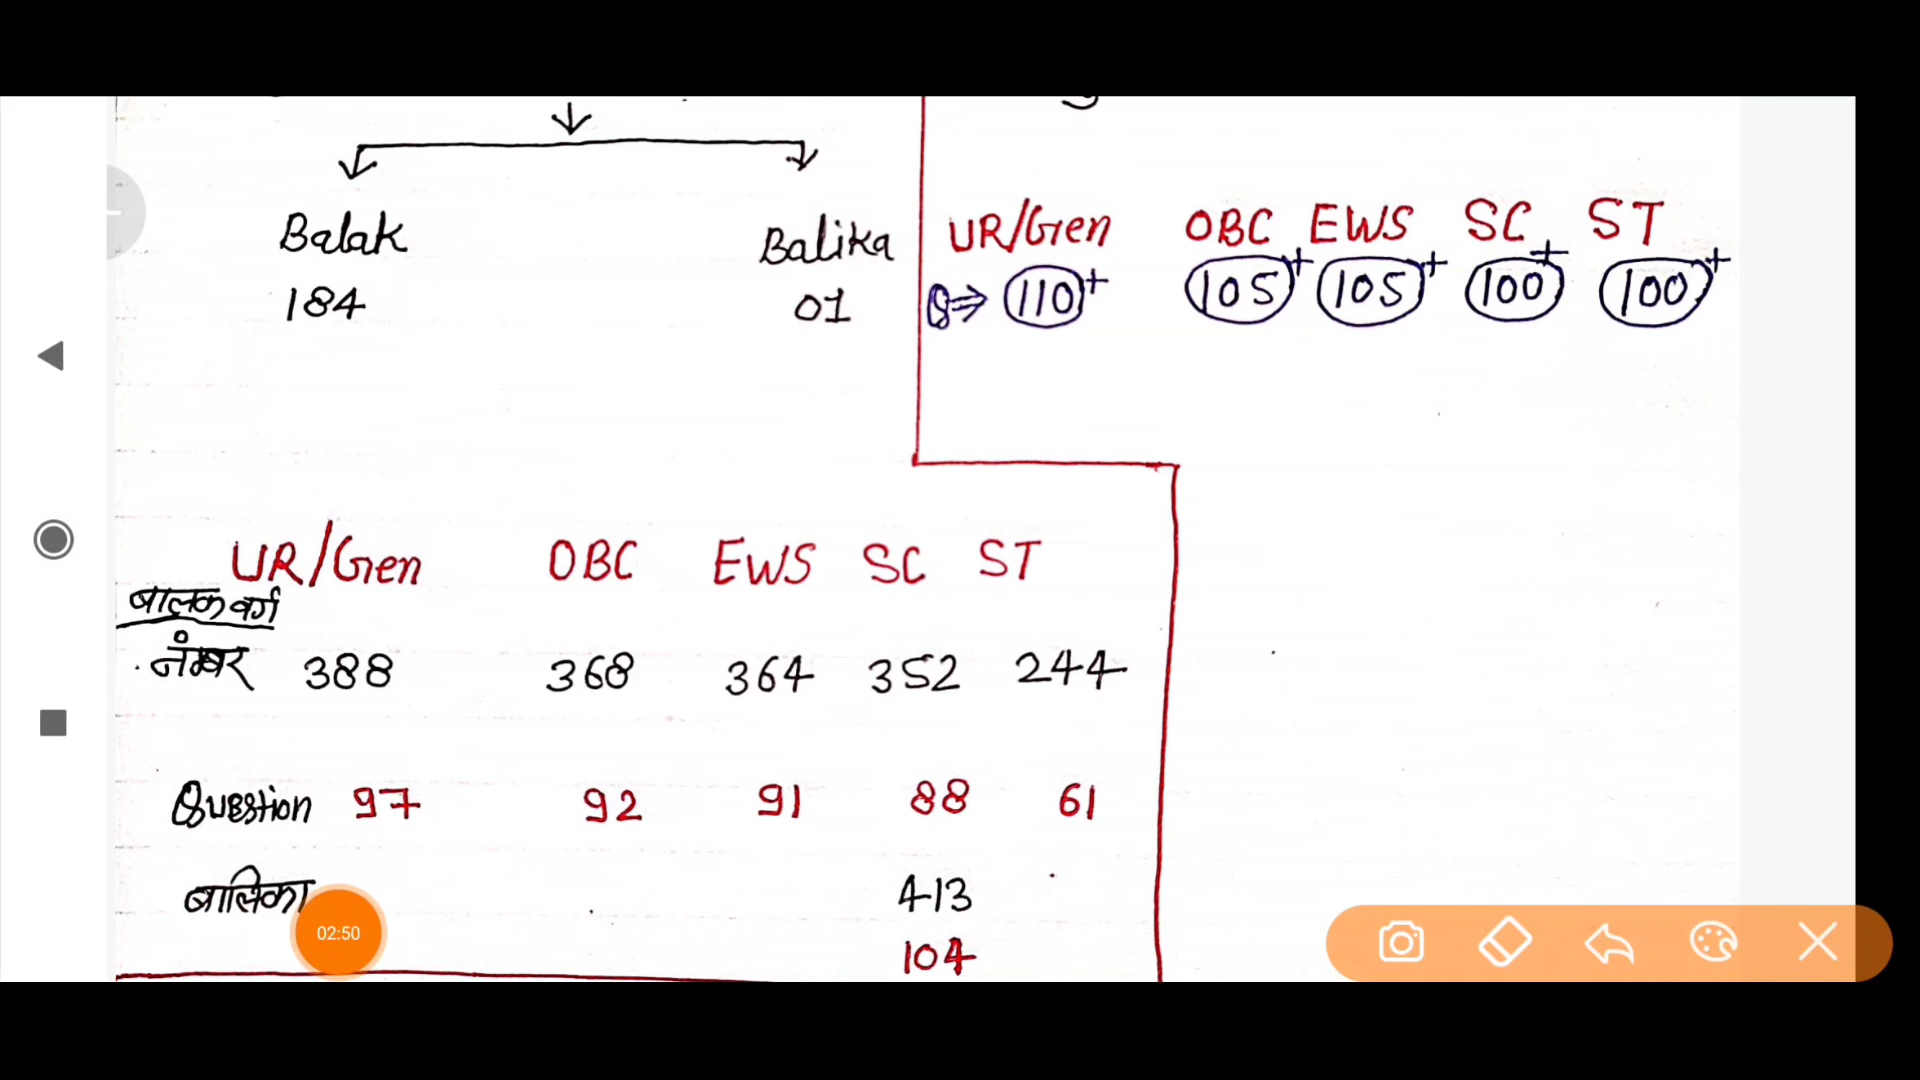 Balak Balika
184 01
UR/Gen OBC EWS SC ST
Q⇒ 110+ 105+ 105+ 100+ 100+
UR/Gen OBC EWS SC ST
बालक वर्ग
नंम्बर 388 368 364 352 244
Question 97 92 91 88 61
बालिका 413
104
02:50